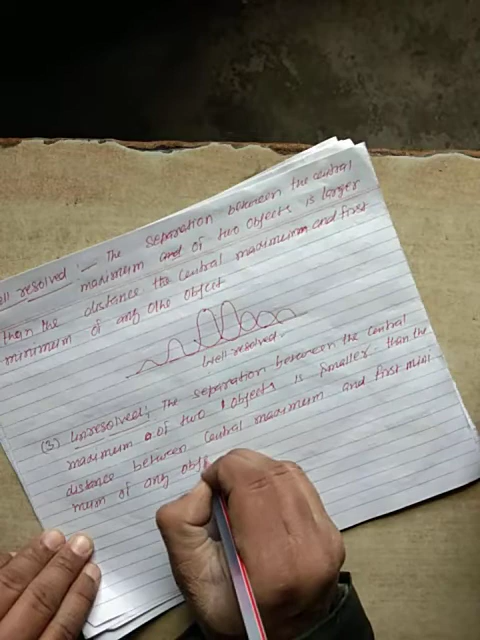 ell resolved :- The separation between the central
maximum and of two objects is larger
than the distance the central maximum and first
minimum of any othe object
Well resolved.
(3) Unresolved; The separation between the central
maximum of two objects is smaller than the
distance between Central maximum and first mini
mum of any obje